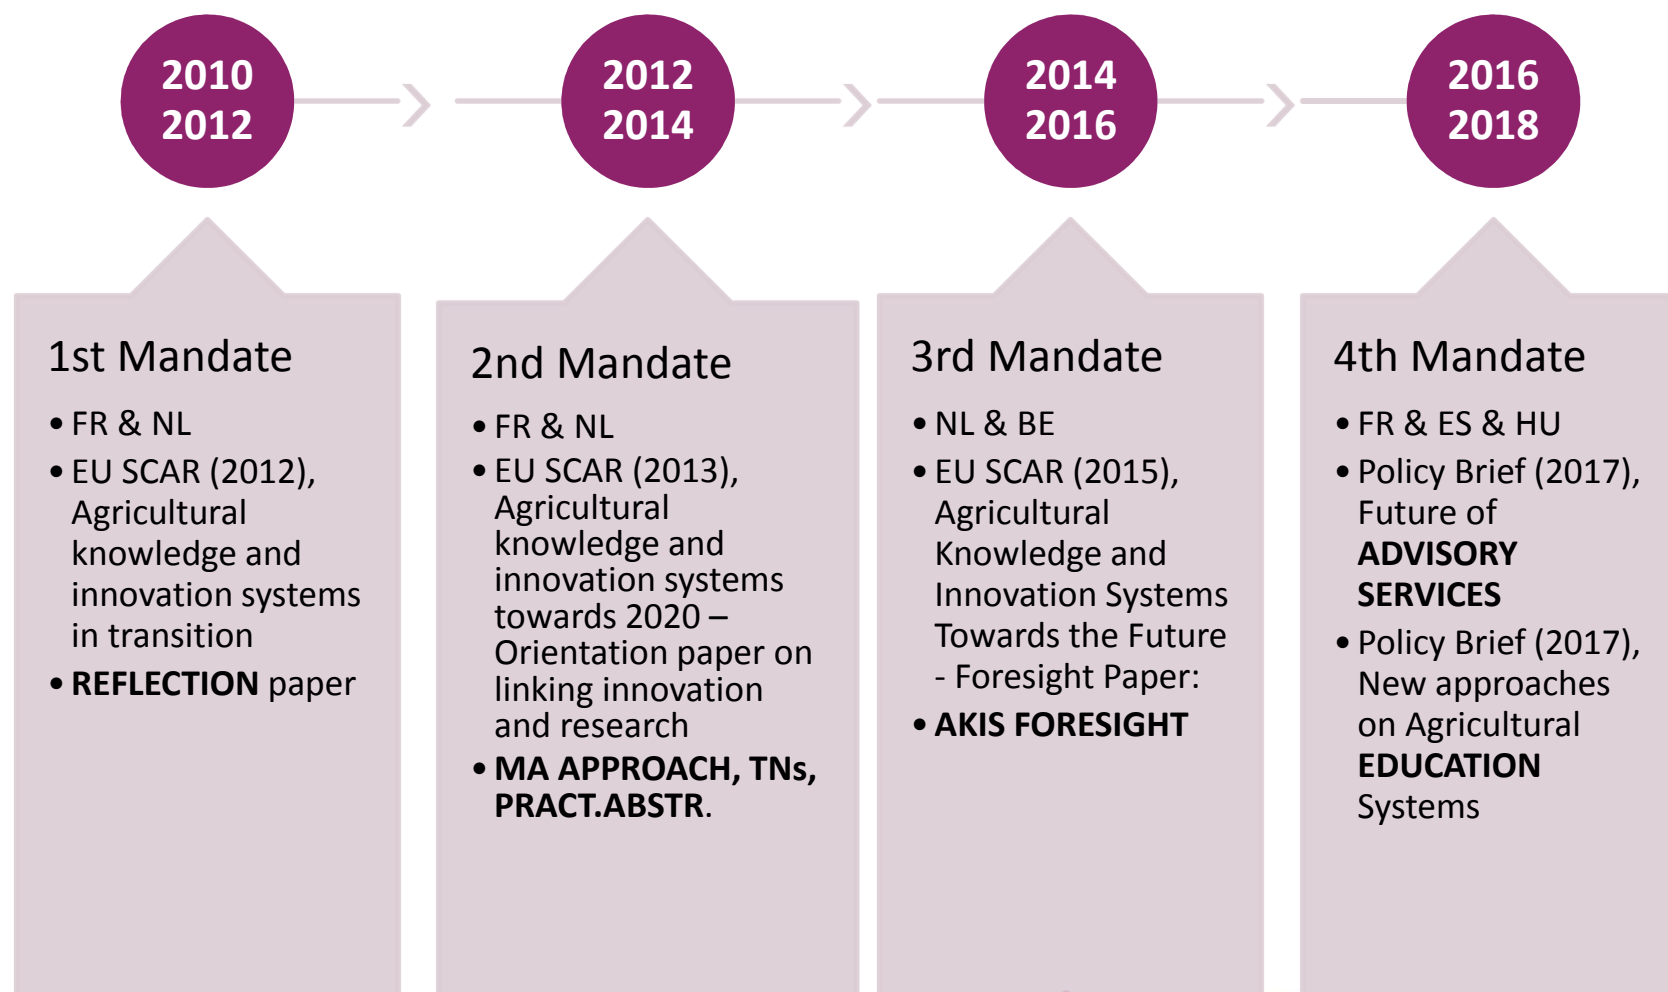 2010
2012
2012
2014
2014
2016
2016
2018
1st Mandate
• FR & NL
• EU SCAR (2012),
Agricultural
knowledge and
innovation systems
in transition
• REFLECTION paper
2nd Mandate
• FR & NL
• EU SCAR (2013),
Agricultural
knowledge and
innovation systems
towards 2020 –
Orientation paper on
linking innovation
and research
• MA APPROACH, TNs,
PRACT.ABSTR.
3rd Mandate
• NL & BE
• EU SCAR (2015),
Agricultural
Knowledge and
Innovation Systems
Towards the Future
- Foresight Paper:
• AKIS FORESIGHT
4th Mandate
• FR & ES & HU
• Policy Brief (2017),
Future of
ADVISORY
SERVICES
• Policy Brief (2017),
New approaches
on Agricultural
EDUCATION
Systems